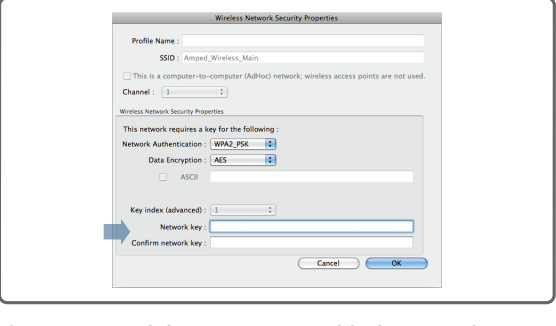 Wireless Network Security Properties
Profile Name :
SSID : Amped_Wireless_Main
This is a computer-to-computer (AdHoc) network; wireless access points are not used.
Channel : 1
Wireless Network Security Properties
This network requires a key for the following :
Network Authentication : WPA2_PSK
Data Encryption : AES
ASCII
Key index (advanced) : 1
Network key :
Confirm network key :
Cancel OK